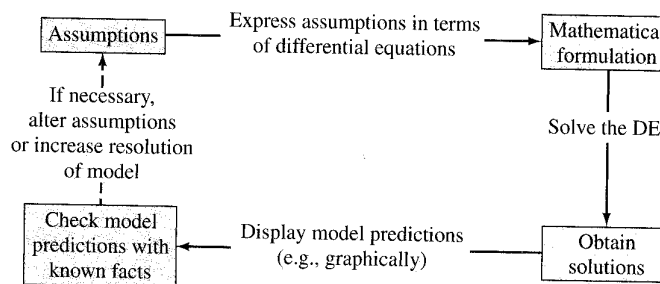 Assumptions
Express assumptions in terms
of differential equations
Mathematica
formulation
If necessary,
alter assumptions
or increase resolution
of model
Solve the DE
Check model
predictions with
known facts
Display model predictions
(e.g., graphically)
Obtain
solutions